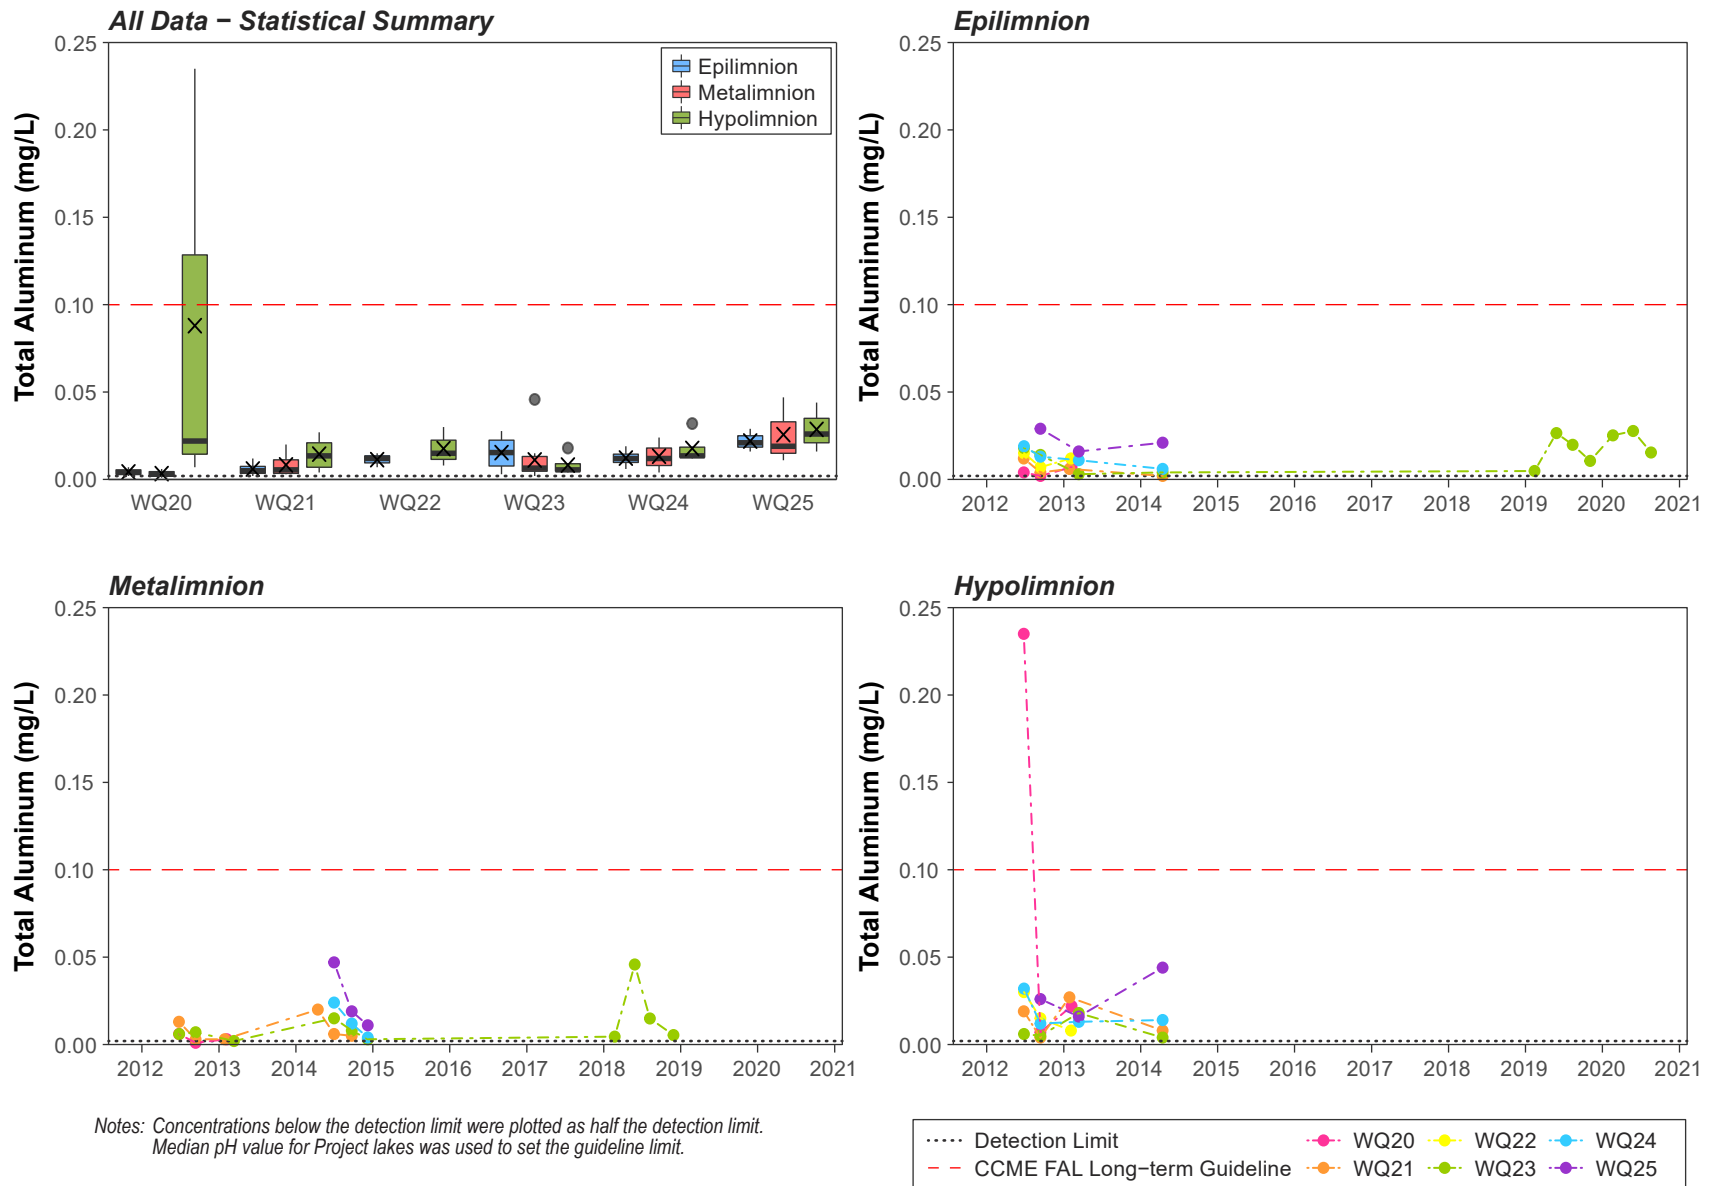 All Data − Statistical Summary
Total Aluminum (mg/L)
0.25
0.20
0.15
0.10
0.05
0.00
Epilimnion
Metalimnion
Hypolimnion
WQ20 WQ21 WQ22 WQ23 WQ24 WQ25
Epilimnion
Total Aluminum (mg/L)
0.25
0.20
0.15
0.10
0.05
0.00
2012 2013 2014 2015 2016 2017 2018 2019 2020 2021
Metalimnion
Total Aluminum (mg/L)
0.25
0.20
0.15
0.10
0.05
0.00
2012 2013 2014 2015 2016 2017 2018 2019 2020 2021
Hypolimnion
Total Aluminum (mg/L)
0.25
0.20
0.15
0.10
0.05
0.00
2012 2013 2014 2015 2016 2017 2018 2019 2020 2021
Notes: Concentrations below the detection limit were plotted as half the detection limit.
Median pH value for Project lakes was used to set the guideline limit.
Detection Limit WQ20 WQ22 WQ24
CCME FAL Long−term Guideline WQ21 WQ23 WQ25